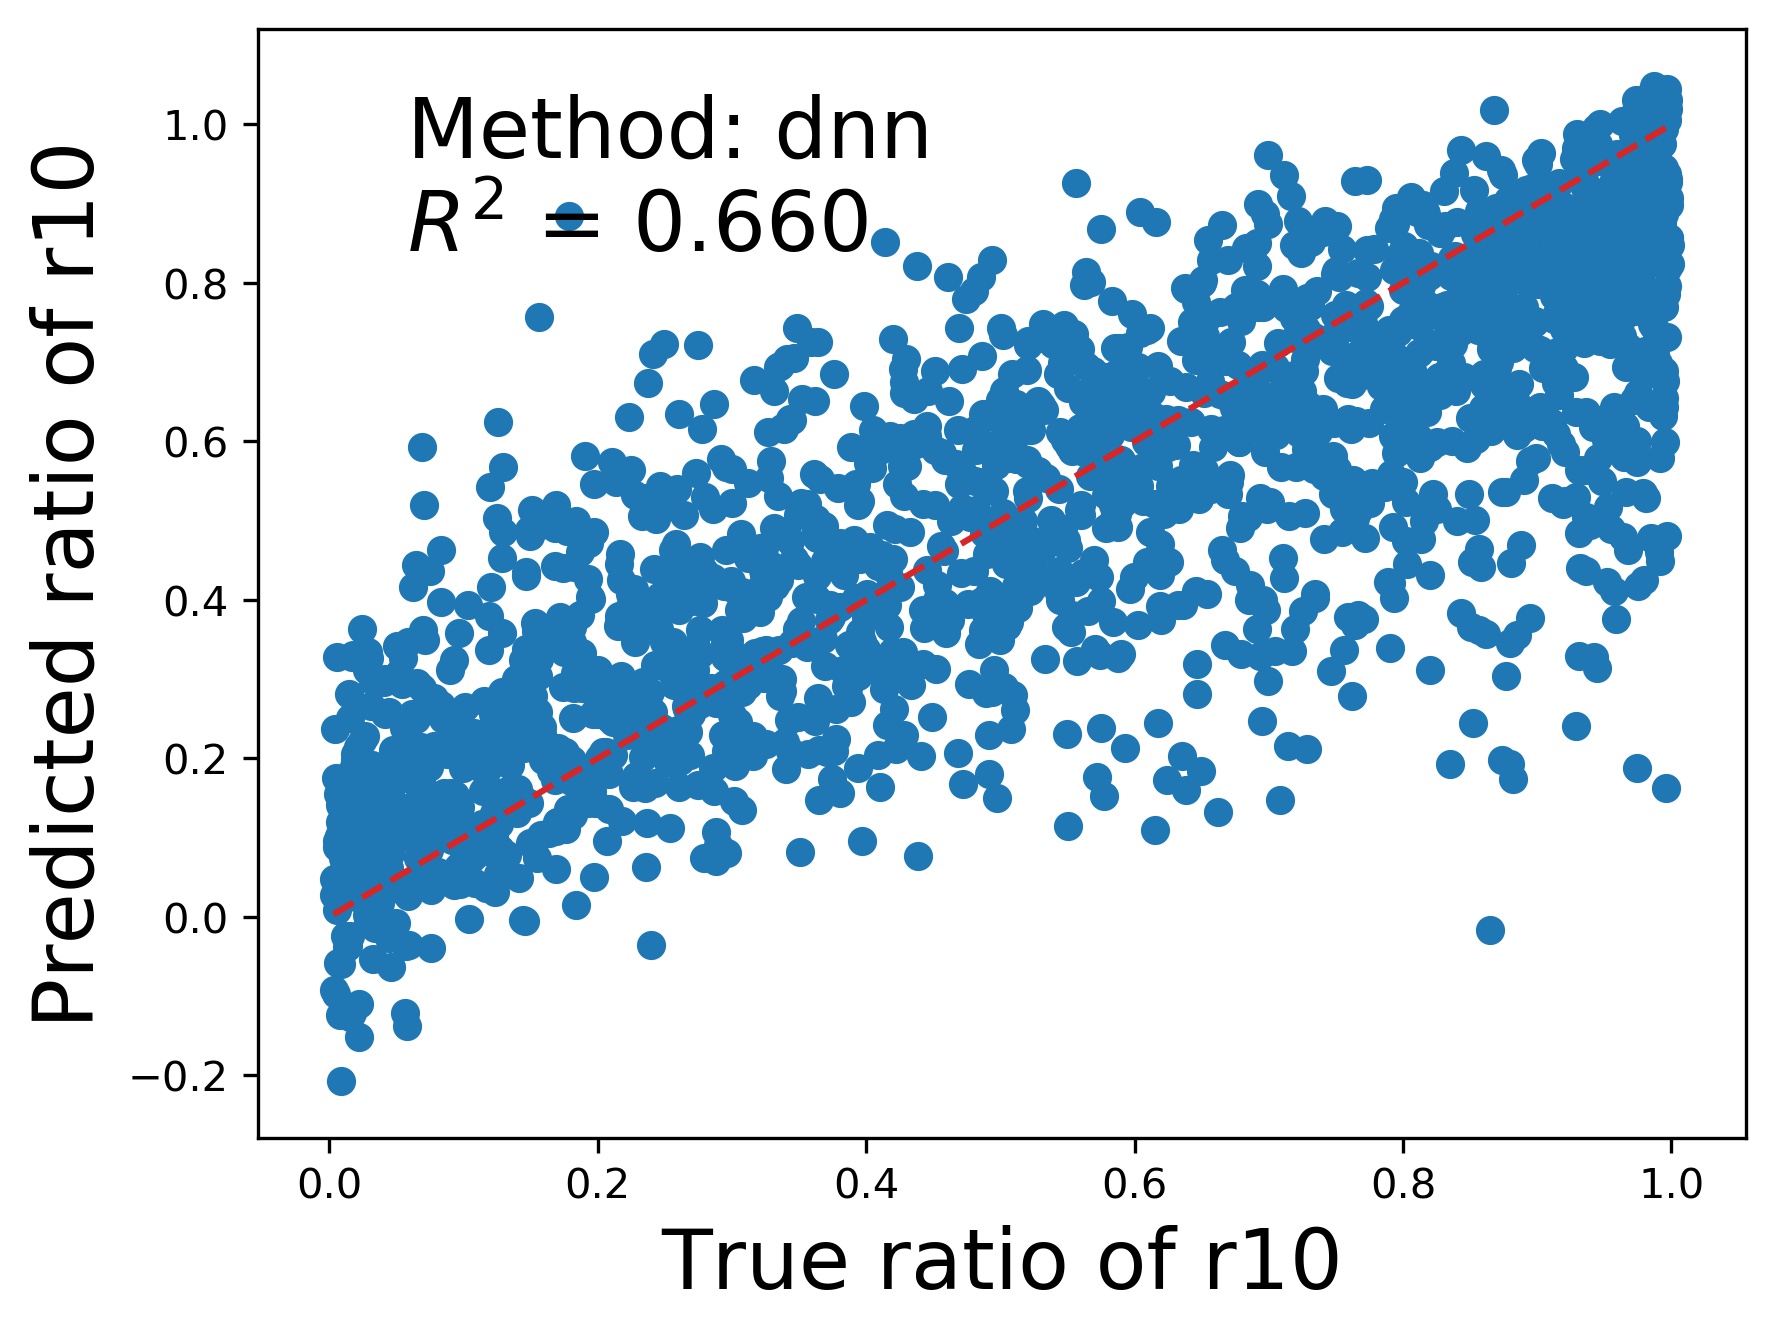 Method: dnn
R² = 0.660
Predicted ratio of r10
1.0
0.8
0.6
0.4
0.2
0.0
−0.2
0.0 0.2 0.4 0.6 0.8 1.0
True ratio of r10